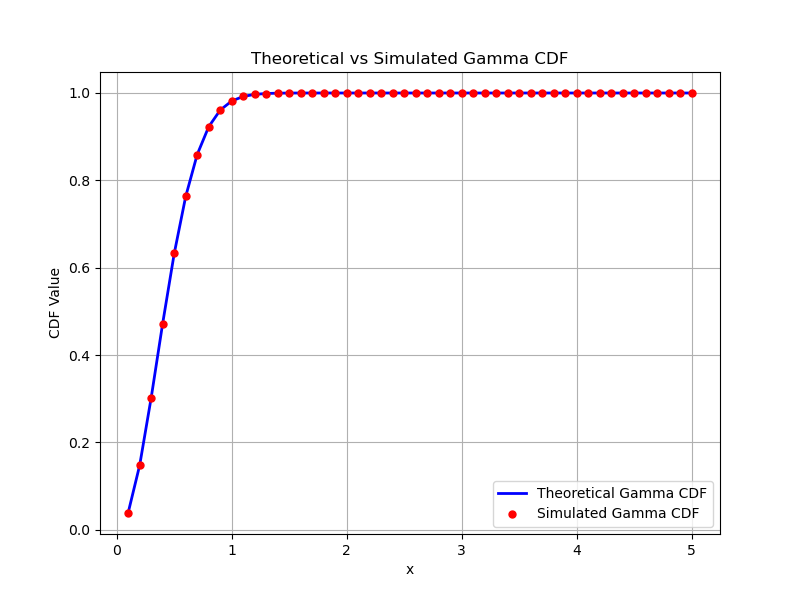 Theoretical vs Simulated Gamma CDF
1.0
0.8
0.6
0.4
0.2
0.0
CDF Value
0 1 2 3 4 5
x
Theoretical Gamma CDF
Simulated Gamma CDF